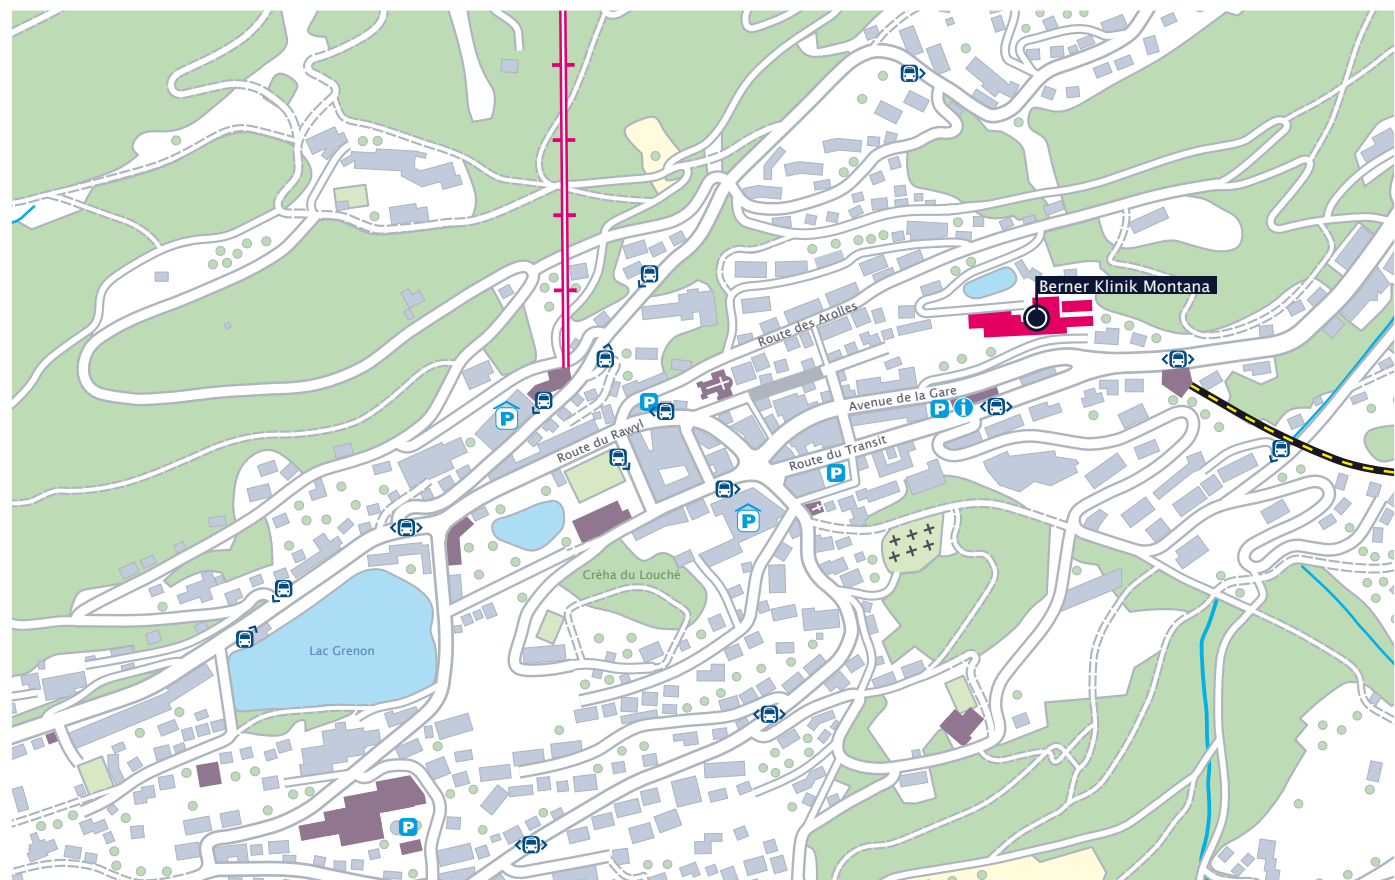 Berner Klinik Montana
Route des Arolles
Avenue de la Gare
P
P
i
P
Route du Rawyl
Route du Transit
P
P
Crèha du Louché
Lac Grenon
P